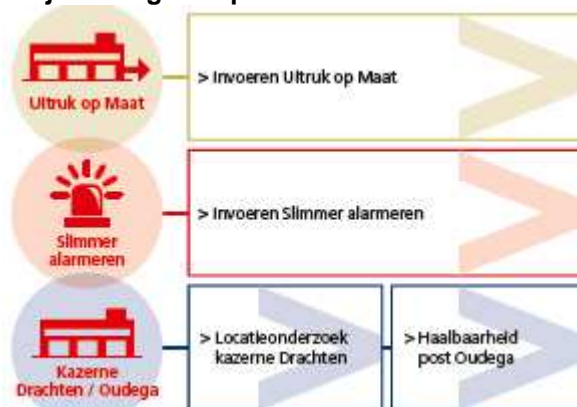 Uitruk op Maat
> Invoeren Uitruk op Maat
Slimmer
alarmeren
> Invoeren Slimmer alarmeren
Kazerne
Drachten / Oudega
> Locatieonderzoek
kazerne Drachten
> Haalbaarheid
post Oudega